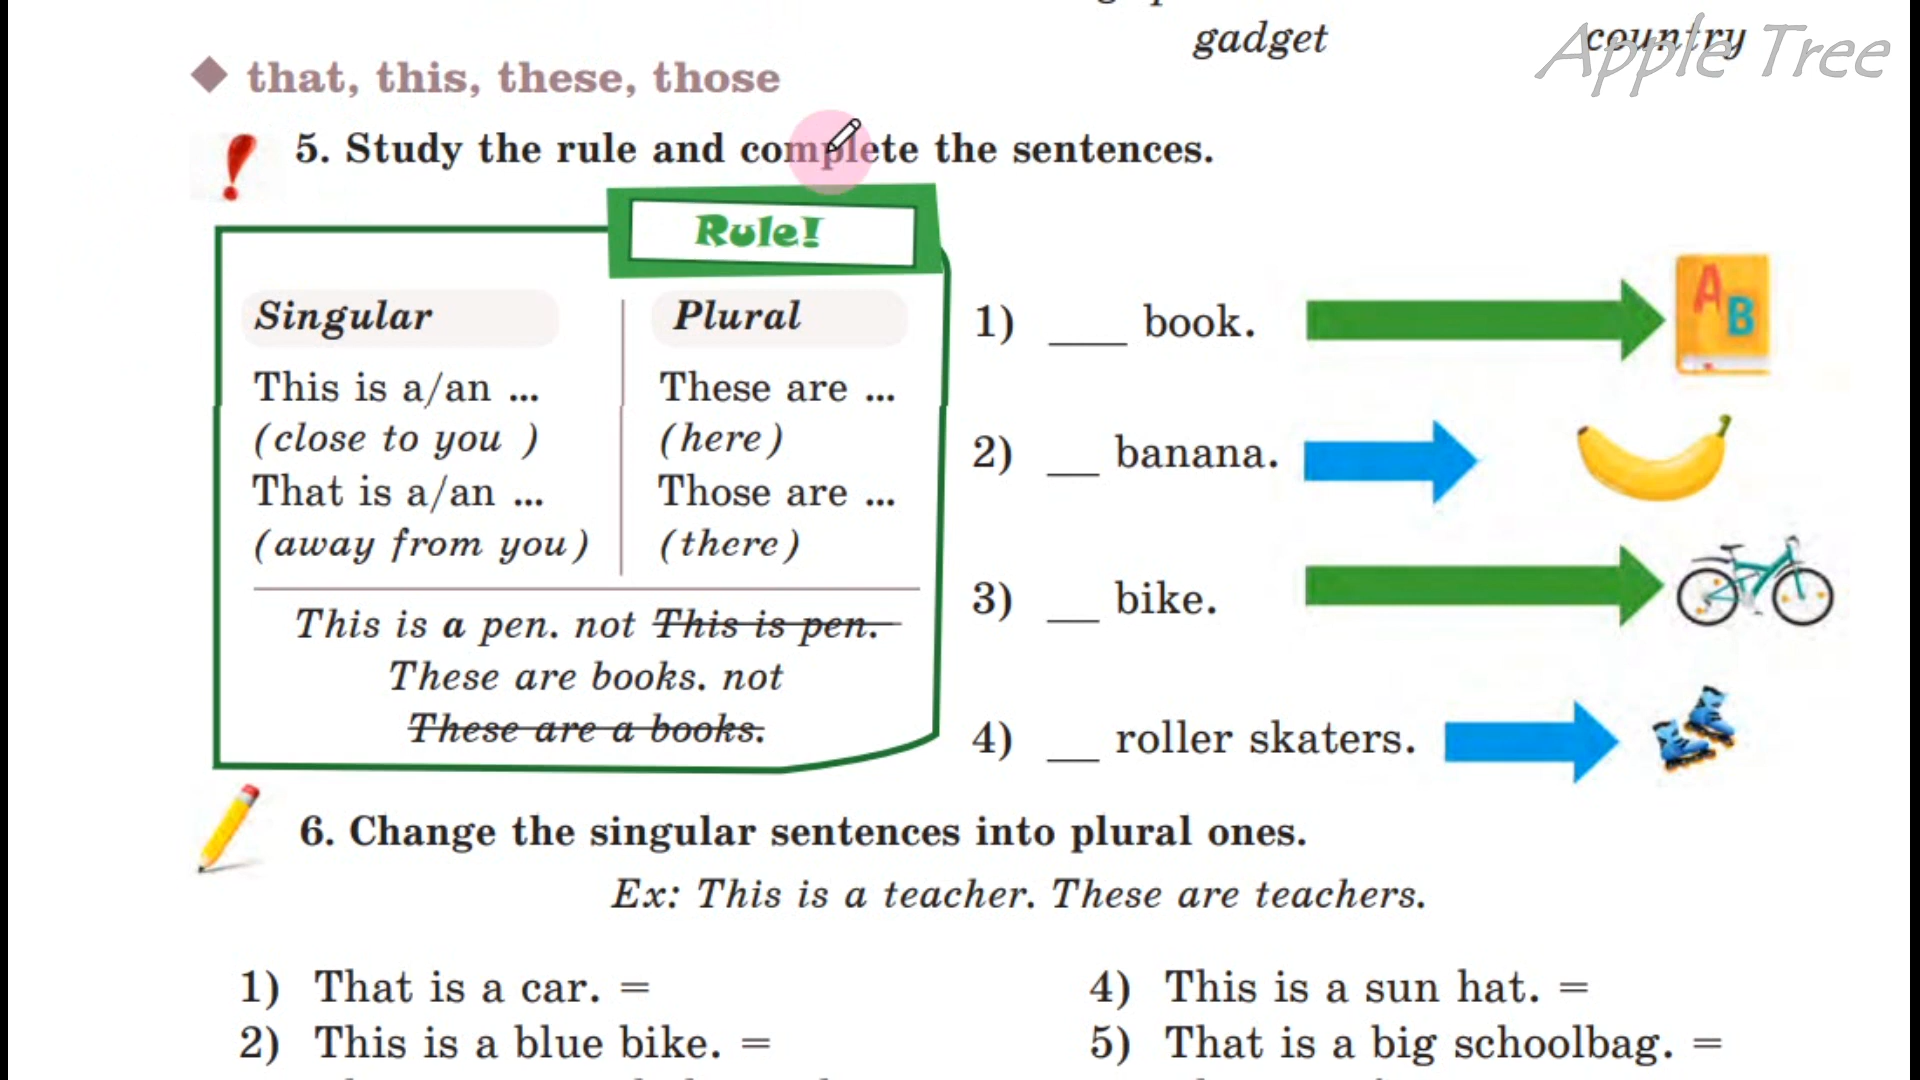 gadget
country
Apple Tree
that, this, these, those
5. Study the rule and complete the sentences.
Rule!
Singular
Plural
This is a/an ...
(close to you )
That is a/an ...
(away from you)
These are ...
(here)
Those are ...
(there)
This is a pen. not This is pen.
These are books. not
These are a books.
1) ___ book.
A
B
2) __ banana.
3) __ bike.
4) __ roller skaters.
6. Change the singular sentences into plural ones.
Ex: This is a teacher. These are teachers.
1) That is a car. =
2) This is a blue bike. =
4) This is a sun hat. =
5) That is a big schoolbag. =